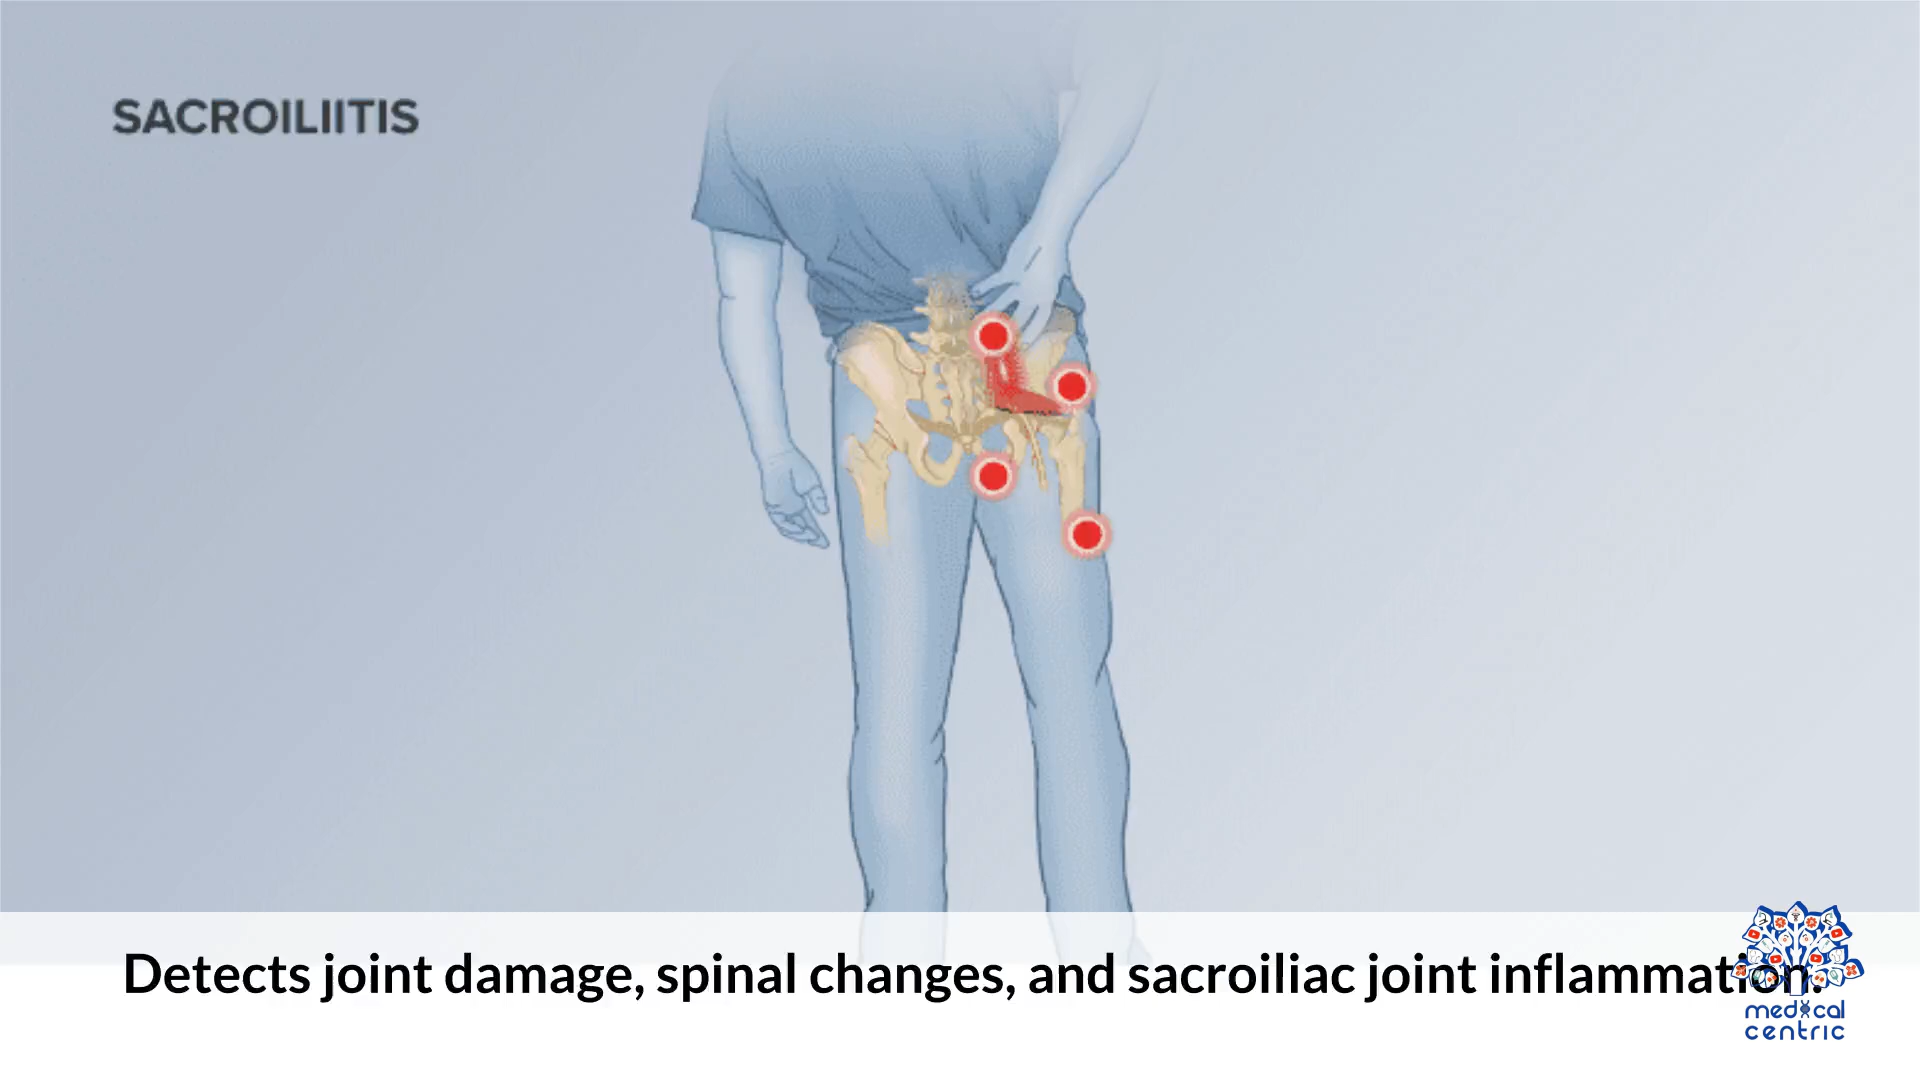 SACROILIITIS
Detects joint damage, spinal changes, and sacroiliac joint inflammation.
medical
centric